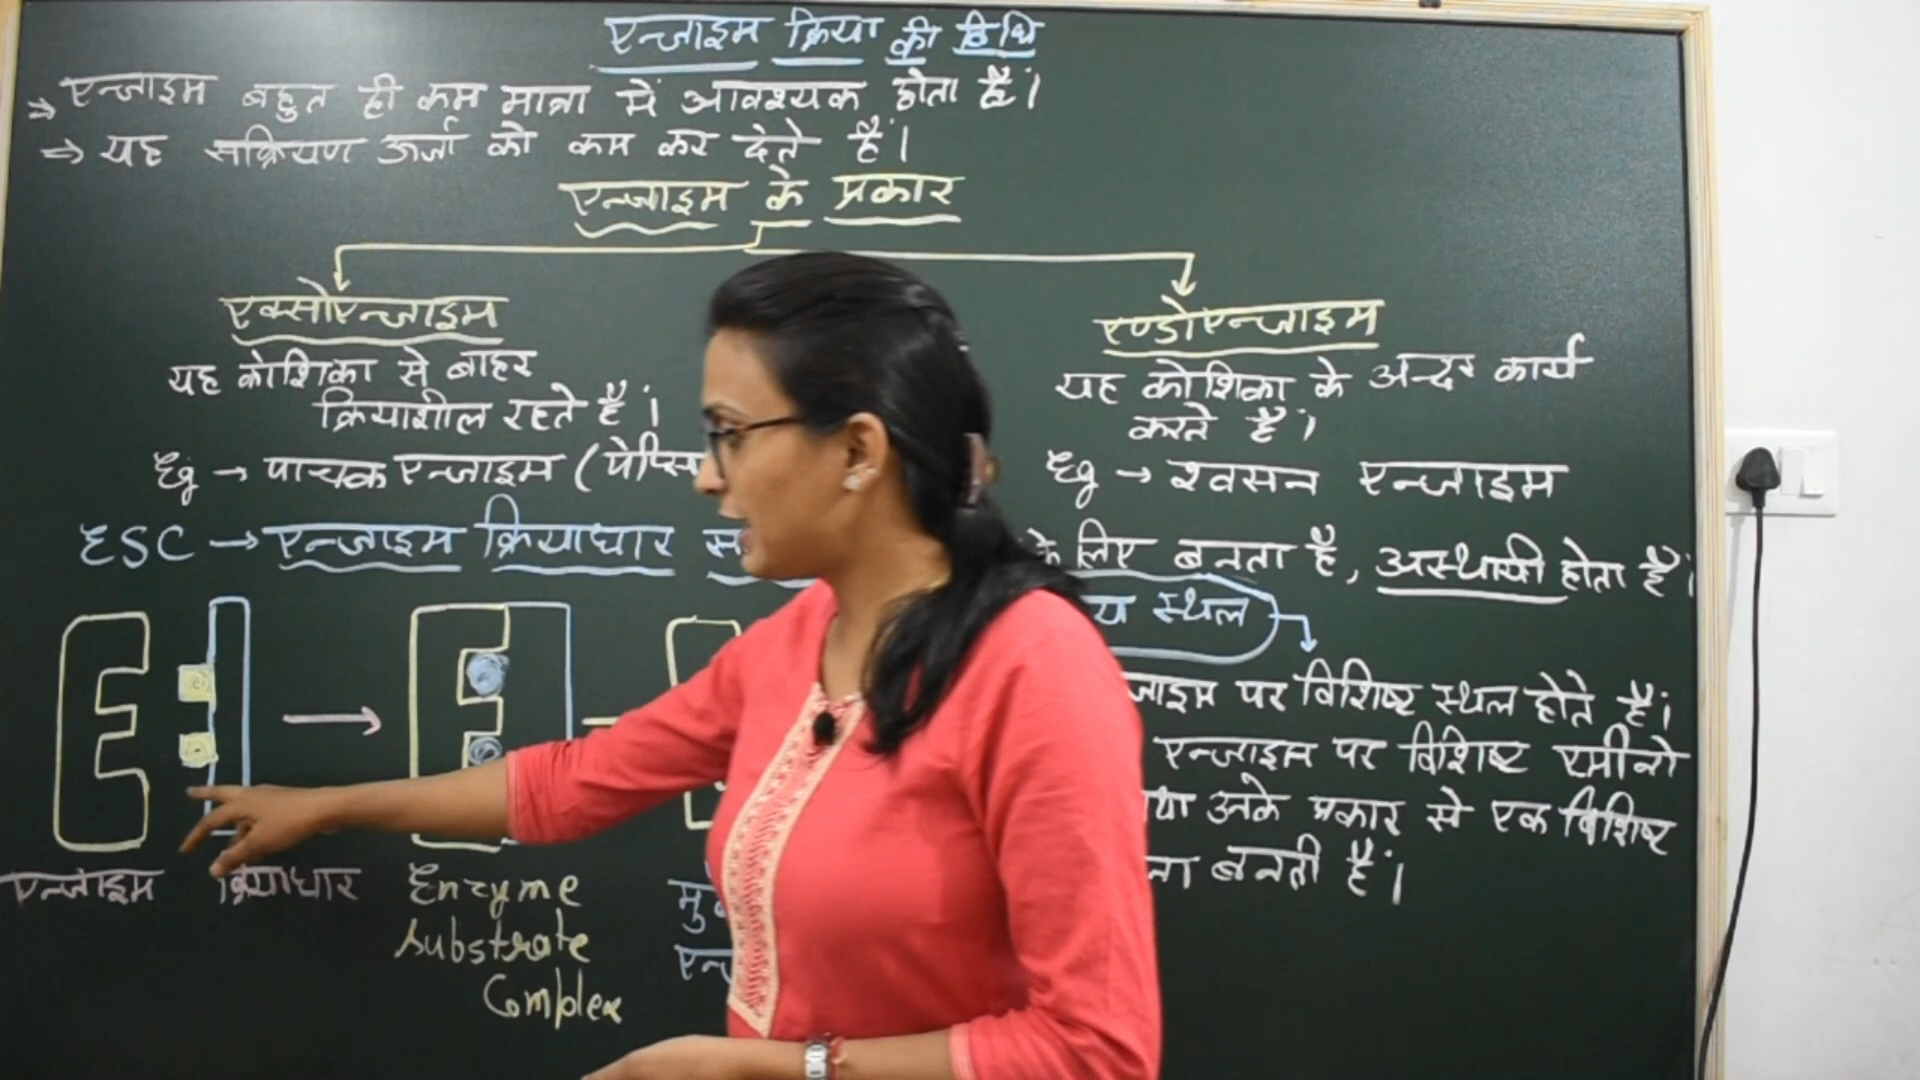 एन्जाइम क्रिया की विधि
⇒ एन्जाइम बहुत ही कम मात्रा में आवश्यक होता है।
⇒ यह सक्रियण ऊर्जा को कम कर देते है।
एन्जाइम के प्रकार
एक्सोएन्जाइम
यह कोशिका से बाहर
क्रियाशील रहते है।
Eg → पाचक एन्जाइम (पेप्सि
एण्डोएन्जाइम
यह कोशिका के अन्दर कार्य
करते है।
Eg → श्वसन एन्जाइम
ESC → एन्जाइम क्रियाधार स के लिए बनता है, अस्थायी होता है।
एन्जाइम
क्रियाधार
Enzyme
Substrate
Complex
मु
एन्
य स्थल
जाइम पर विशिष्ट स्थल होते है।
एन्जाइम पर विशिष्ट एमीनो
था उनके प्रकार से एक विशिष्ट
ना बनती है।